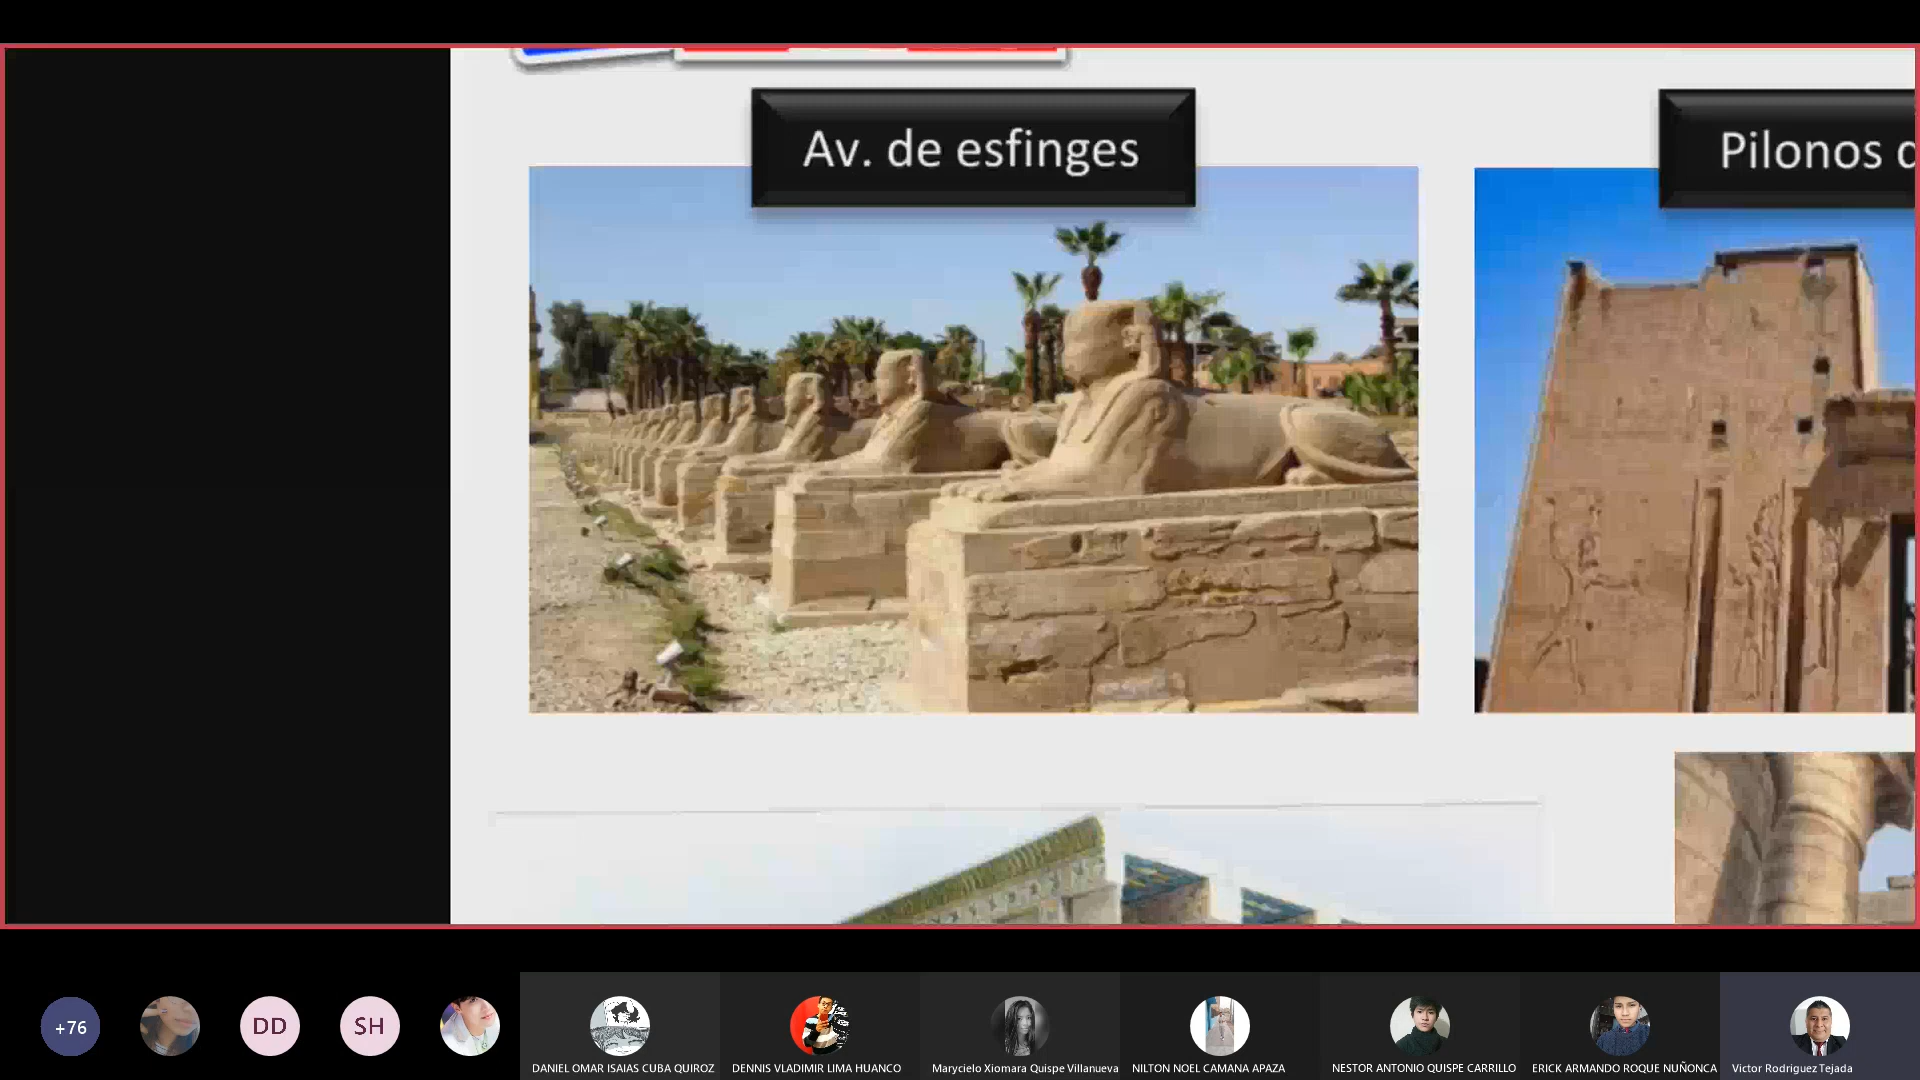 Av. de esfinges
Pilonos
+76
DD
SH
DANIEL OMAR ISAIAS CUBA QUIROZ
DENNIS VLADIMIR LIMA HUANCO
Marycielo Xiomara Quispe Villanueva
NILTON NOEL CAMANA APAZA
NESTOR ANTONIO QUISPE CARRILLO
ERICK ARMANDO ROQUE NUÑONCA
Victor Rodriguez Tejada